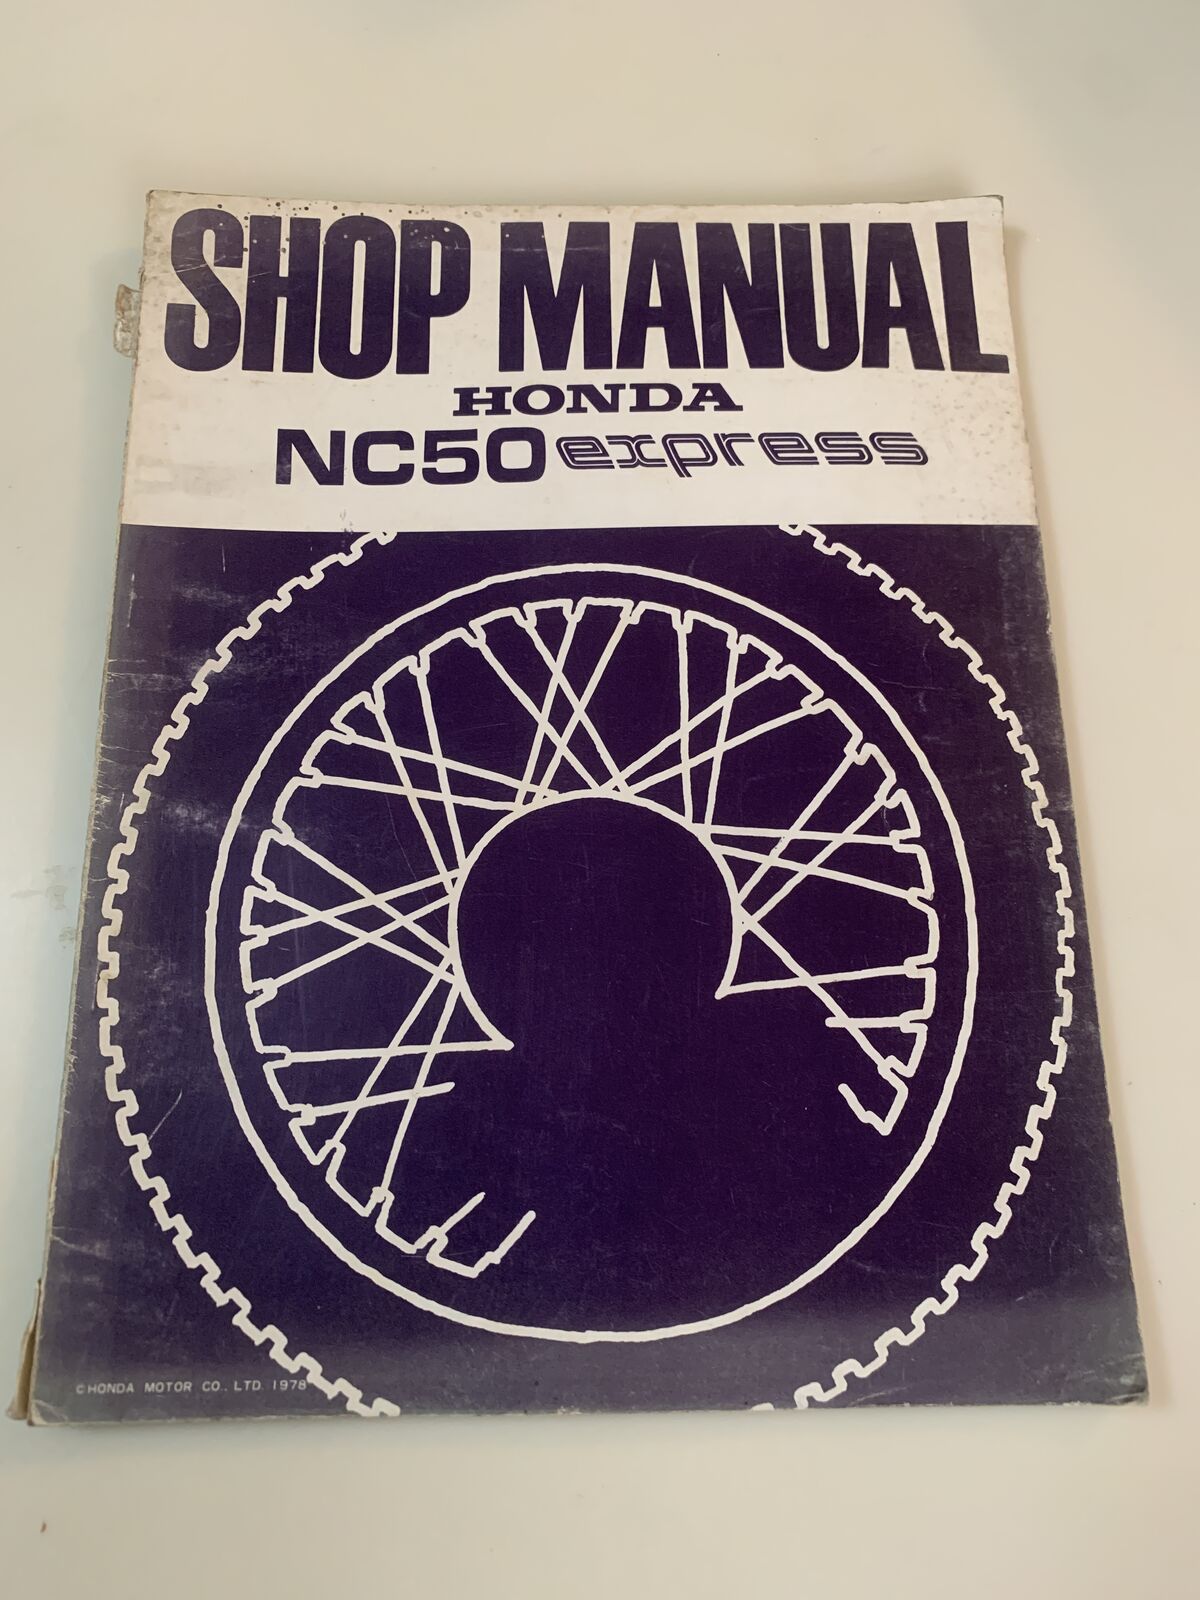 SHOP MANUAL
HONDA
NC50 express
© HONDA MOTOR CO., LTD. 1978